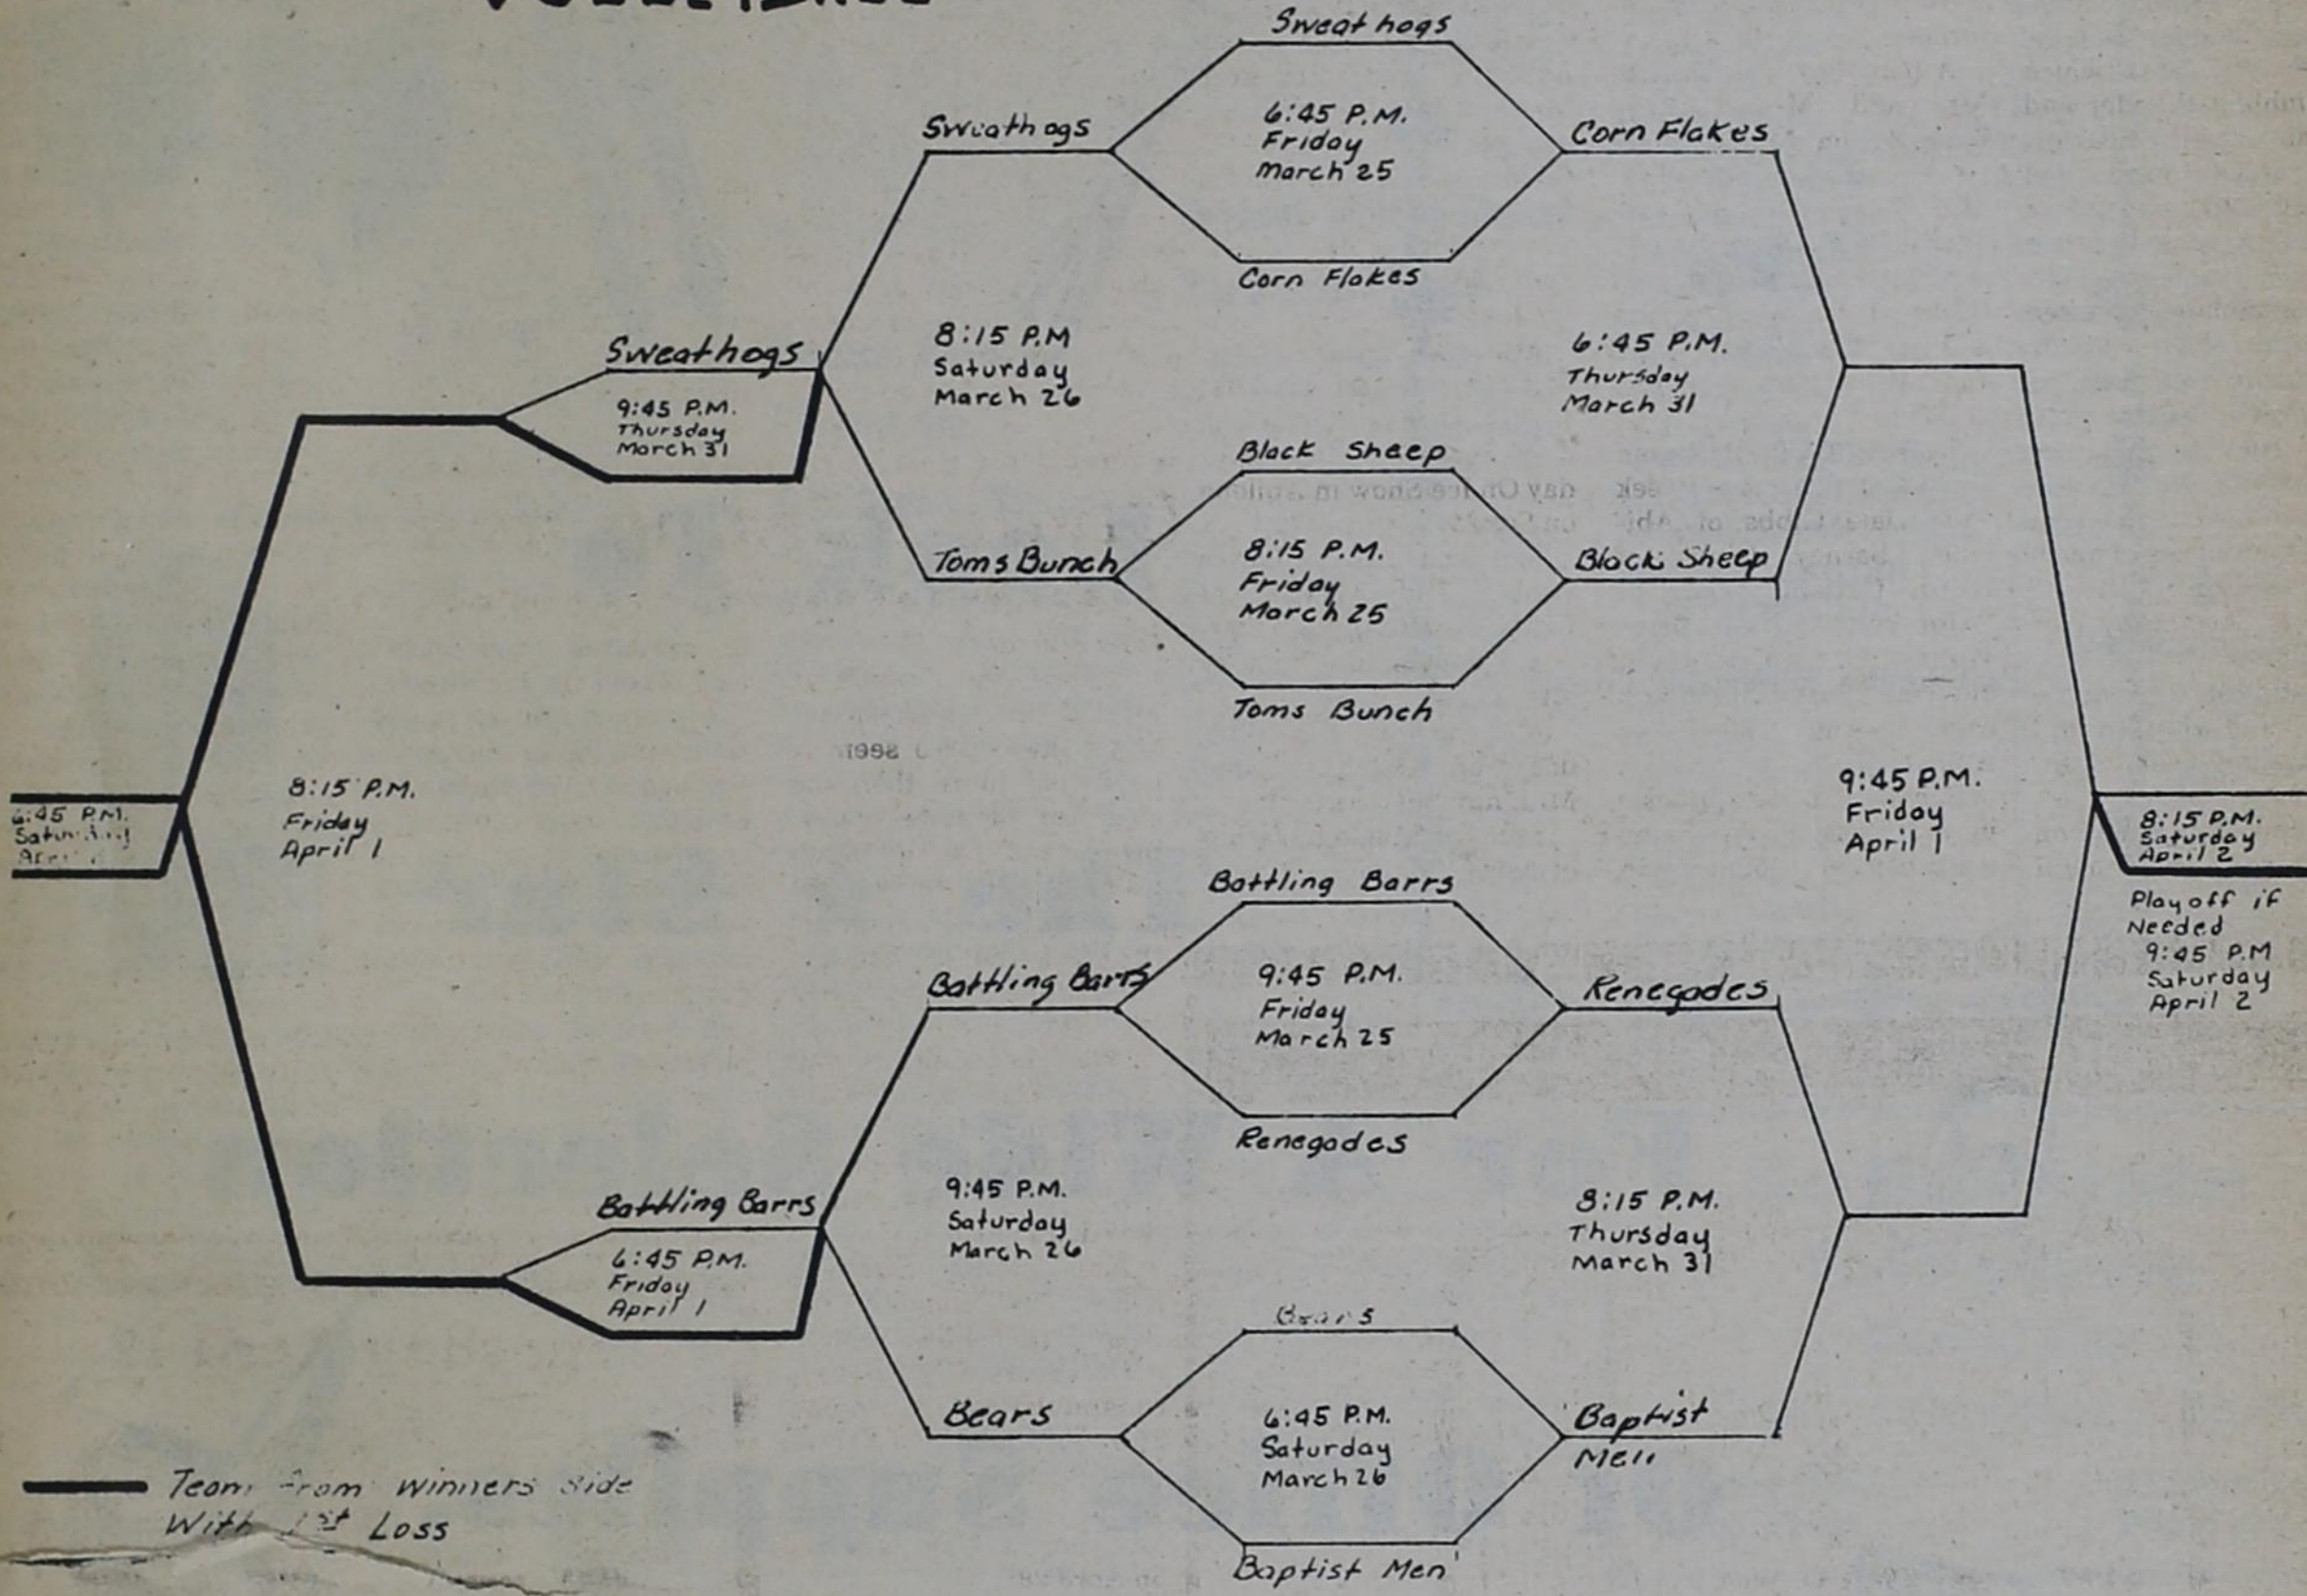 Sweathogs
6:45 P.M.
Friday
March 25
Corn Flakes
Sweathogs
Corn Flakes
8:15 P.M
Saturday
March 26
6:45 P.M.
Thursday
March 31
Sweathogs
9:45 P.M.
Thursday
March 31
Black Sheep
8:15 P.M.
Friday
March 25
Toms Bunch
Toms Bunch
Black Sheep
6:45 P.M.
Saturday
8:15 P.M.
Friday
April 1
9:45 P.M.
Friday
April 1
8:15 P.M.
Saturday
April 2
Playoff if
Needed
9:45 P.M
Saturday
April 2
Battling Barrs
9:45 P.M.
Friday
March 25
Renegades
Battling Barrs
Renegades
9:45 P.M.
Saturday
March 26
8:15 P.M.
Thursday
March 31
Battling Barrs
6:45 P.M.
Friday
April 1
Bears
6:45 P.M.
Saturday
March 26
Baptist Men
Bears
Baptist
Men
Team from Winners Side
With 1st Loss